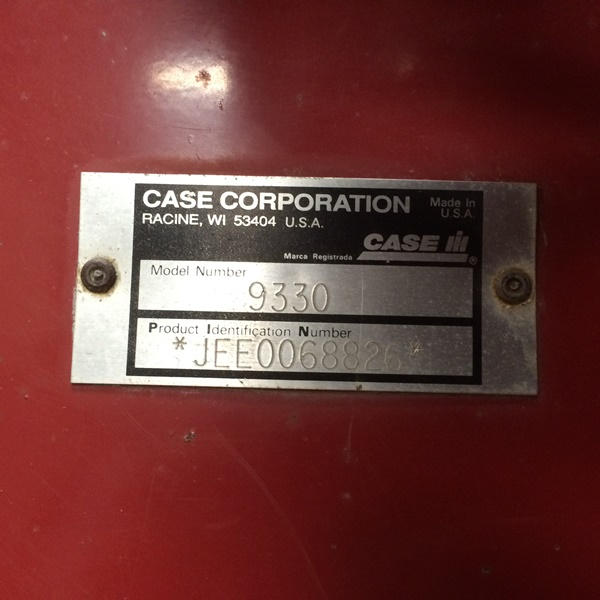 CASE CORPORATION
Made In
RACINE, WI 53404 U.S.A.
U.S.A.
Marca Registrada
CASE IH ®
Model Number
9330
Product Identification Number
*JEE0068826*